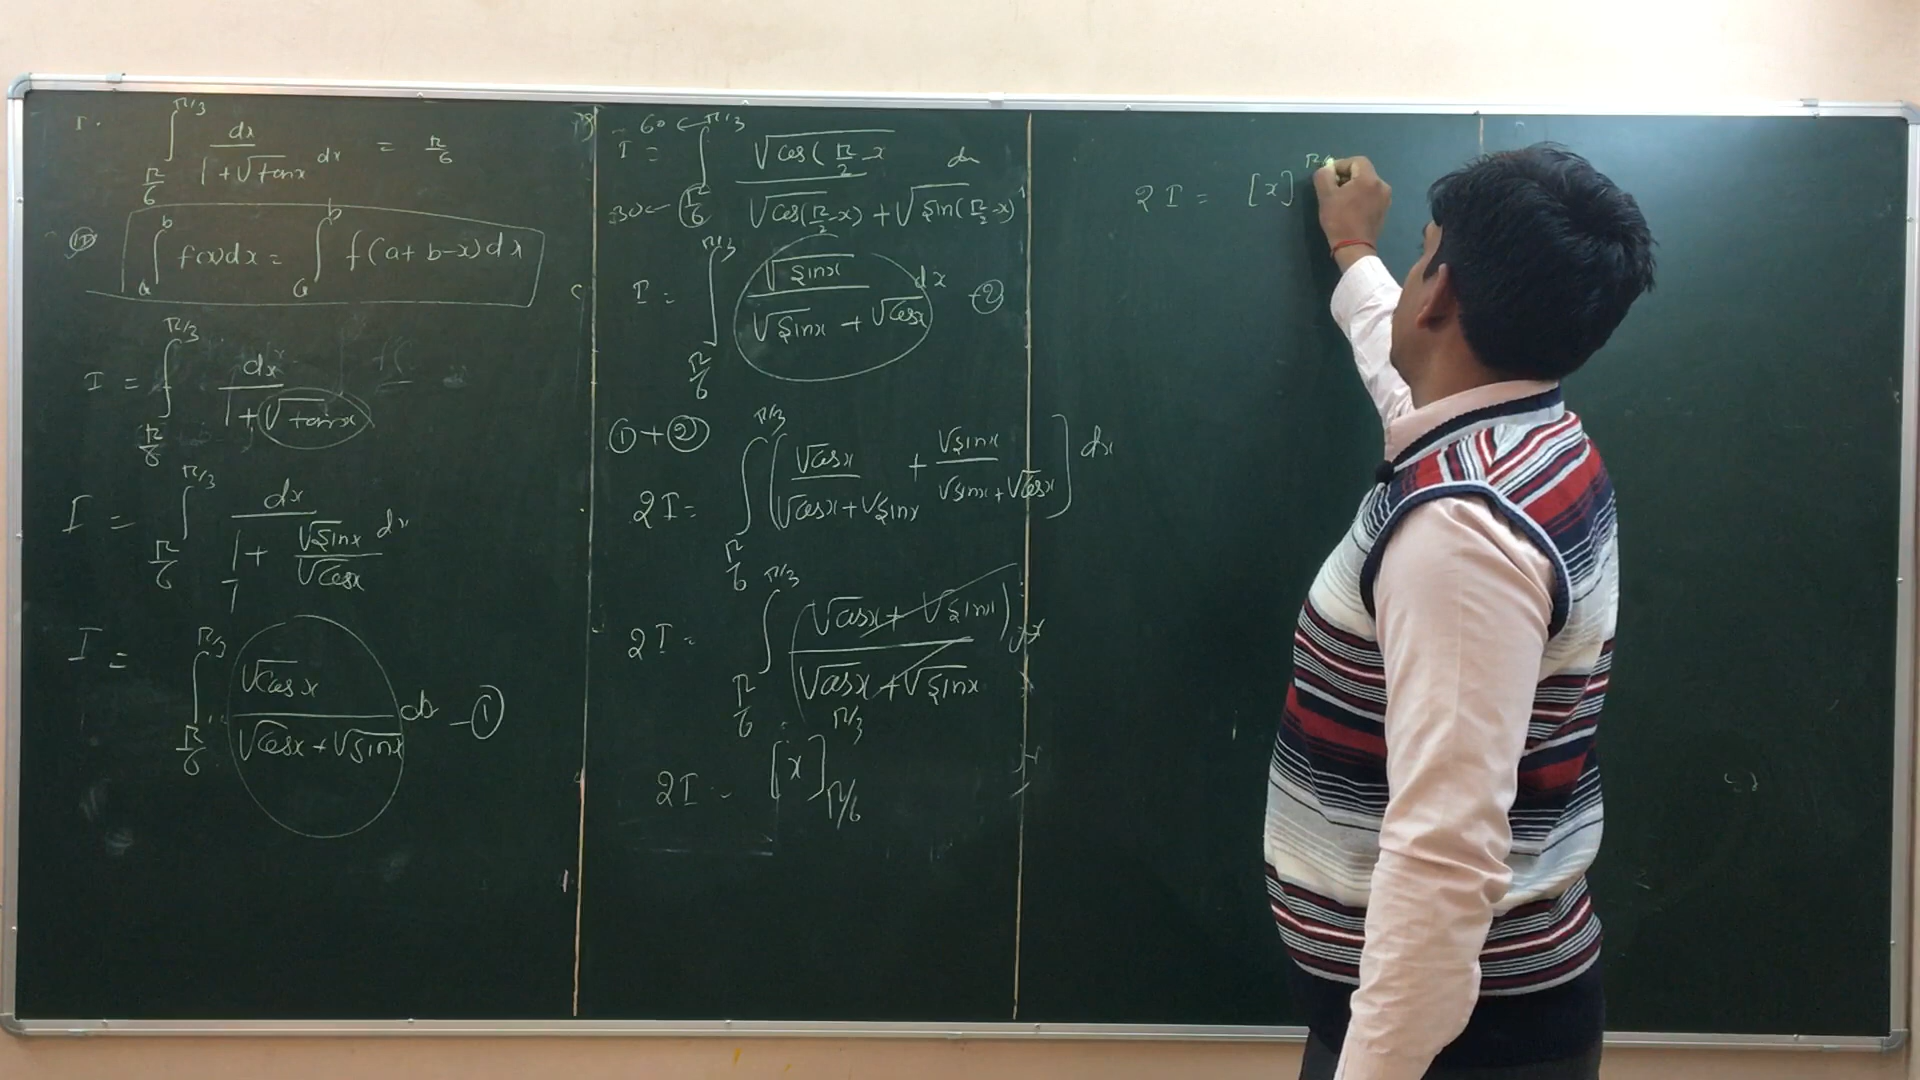 I. ∫_{π/6}^{π/3} dx / (1 + √tanx) dx = π/6
∫_a^b f(x)dx = ∫_a^b f(a+b-x)dx
I = ∫_{π/6}^{π/3} dx / (1 + √tanx)
I = ∫_{π/6}^{π/3} dx / (1 + √sinx/√cosx) dx
I = ∫_{π/6}^{π/3} √cosx / (√cosx + √sinx) dx - ①
I = ∫_{π/6}^{π/3} √cos(π/2 - x / (√cos(π/2 - x) + √sin(π/2 - x)) dx
60 ← π/3
30 ← π/6
I = ∫_{π/6}^{π/3} √sinx / (√sinx + √cosx) dx - ②
① + ②
2I = ∫_{π/6}^{π/3} [√cosx / (√cosx + √sinx) + √sinx / (√sinx + √cosx)] dx
2I = ∫_{π/6}^{π/3} (√cosx + √sinx) / (√cosx + √sinx)
2I = [x]_{π/6}^{π/3}
2I = [x]